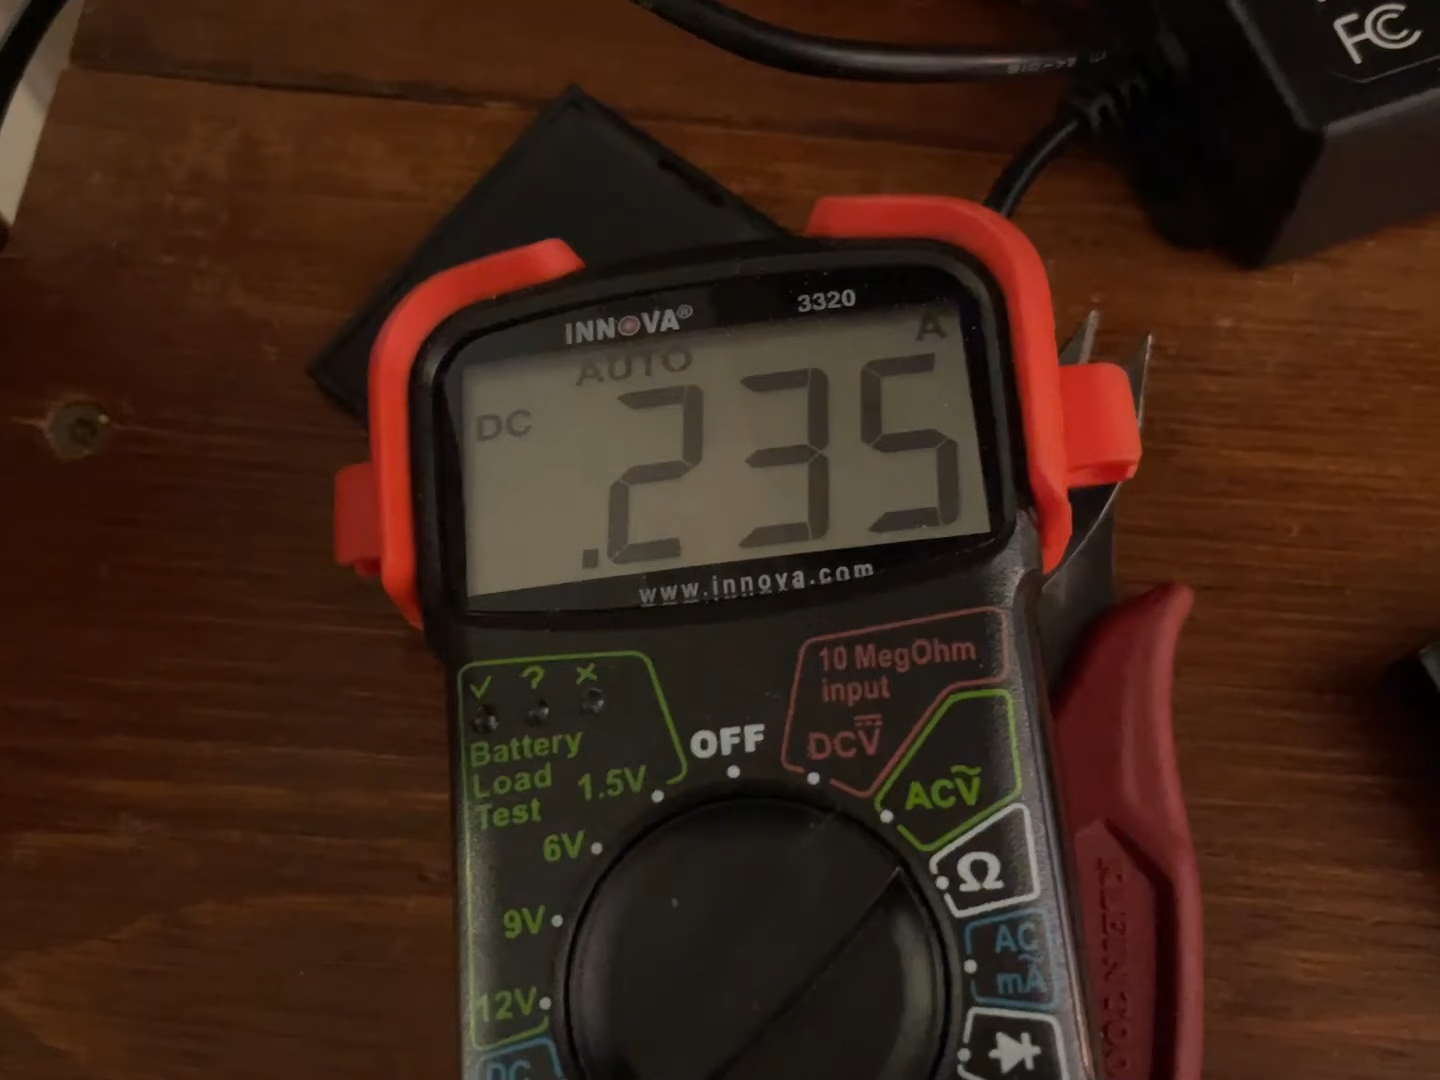 FC
INNOVA®
3320
AUTO
A
DC
.235
www.innova.com
✓ ? ×
Battery
Load
Test
1.5V
6V
9V
12V
DC
OFF
10 MegOhm
input
DCV
ACV
Ω
AC
mA